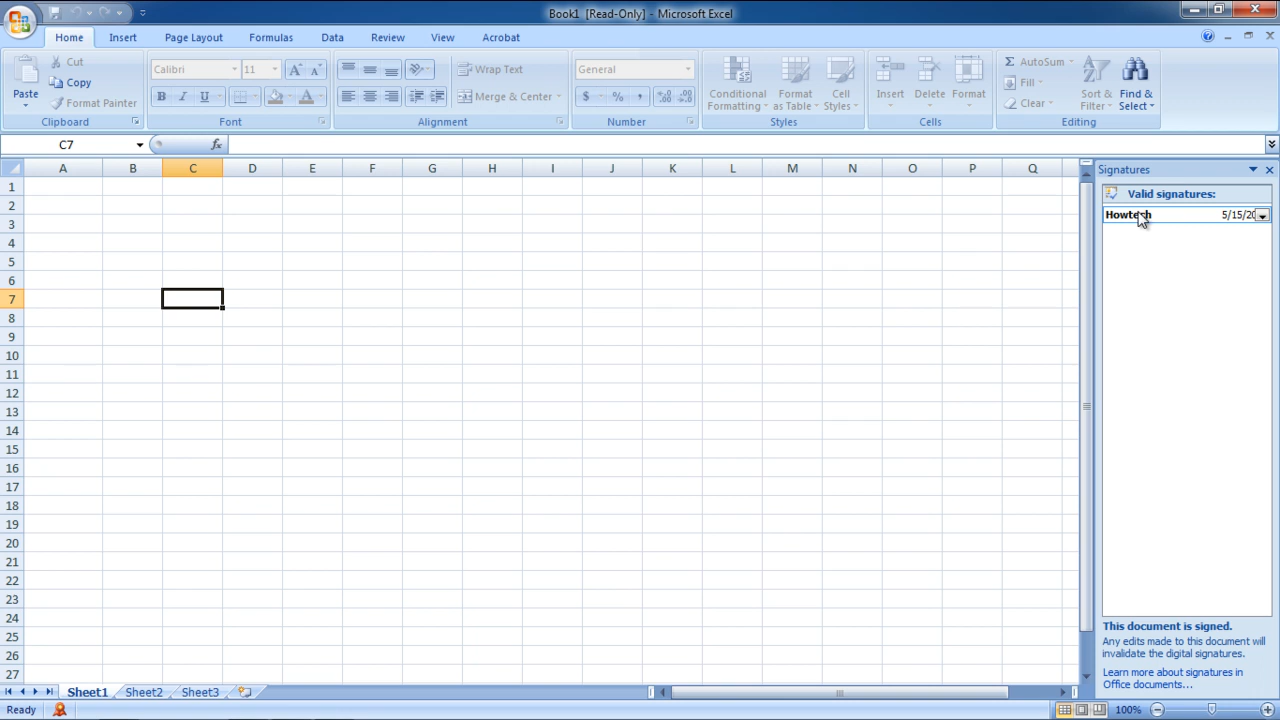 Book1 [Read-Only] - Microsoft Excel
Home Insert Page Layout Formulas Data Review View Acrobat
Paste
Cut
Copy
Format Painter
Clipboard
Calibri 11
B I U A
Font
Wrap Text
Merge & Center
Alignment
General
$ % ,
Number
Conditional Formatting
Format as Table
Cell Styles
Styles
Insert
Delete
Format
Cells
AutoSum
Fill
Clear
Sort & Filter
Find & Select
Editing
C7 fx
A B C D E F G H I J K L M N O P Q
1
2
3
4
5
6
7
8
9
10
11
12
13
14
15
16
17
18
19
20
21
22
23
24
25
26
27
Signatures
Valid signatures:
Howtech 5/15/20
This document is signed.
Any edits made to this document will
invalidate the digital signatures.
Learn more about signatures in
Office documents...
Sheet1 Sheet2 Sheet3
Ready 100%